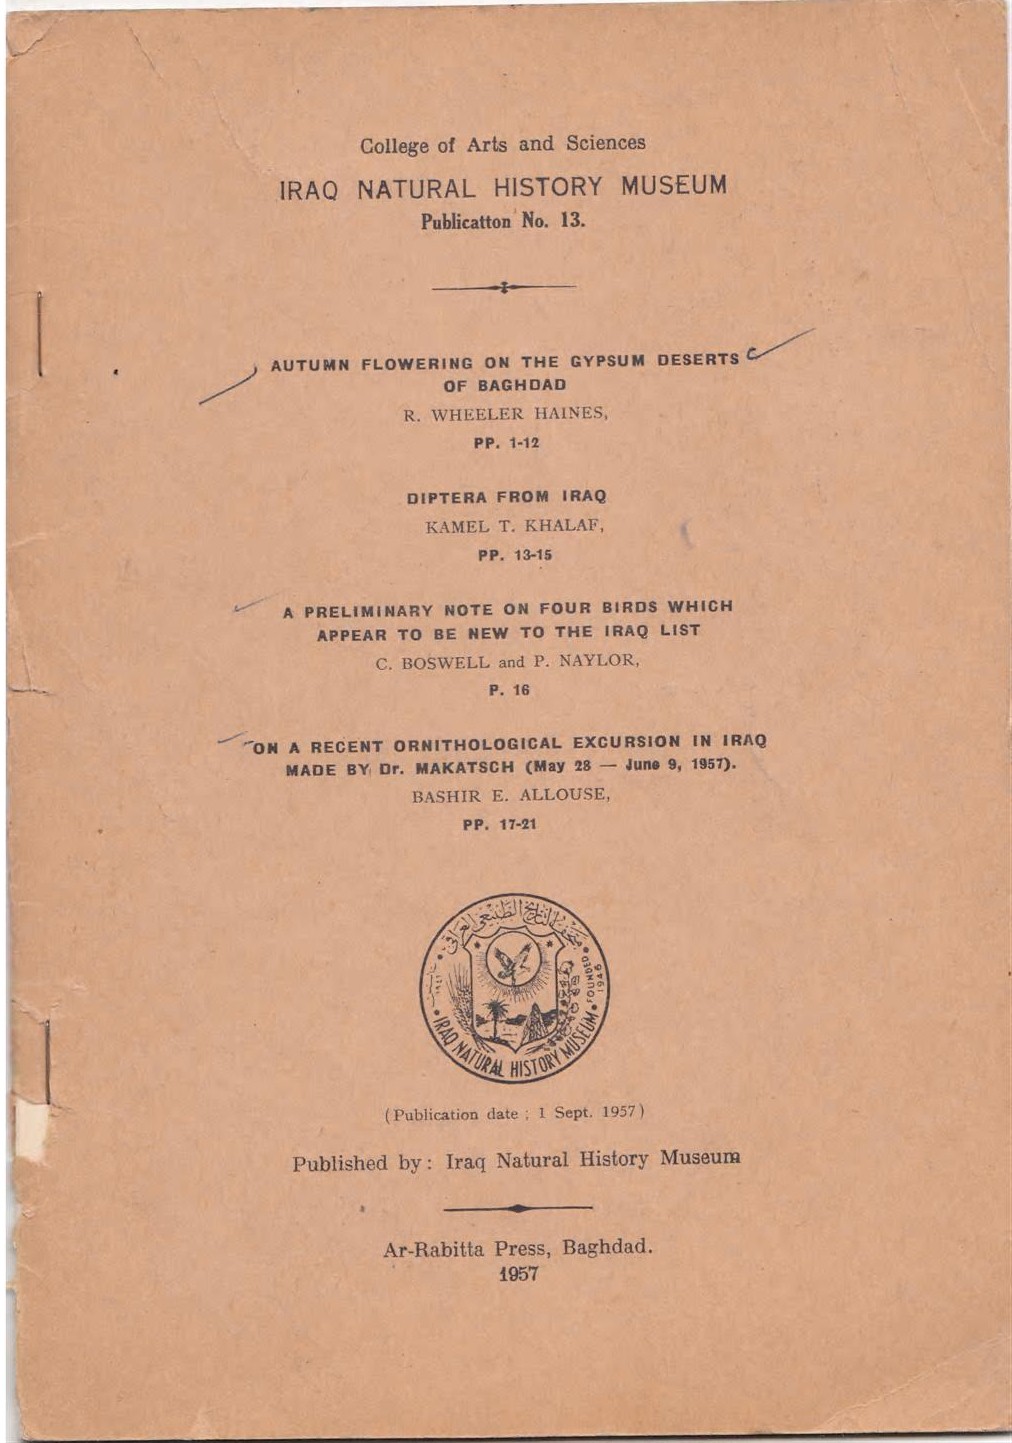 College of Arts and Sciences
IRAQ NATURAL HISTORY MUSEUM
Publicatton No. 13.
AUTUMN FLOWERING ON THE GYPSUM DESERTS
OF BAGHDAD
R. WHEELER HAINES,
PP. 1-12
DIPTERA FROM IRAQ
KAMEL T. KHALAF,
PP. 13-15
A PRELIMINARY NOTE ON FOUR BIRDS WHICH
APPEAR TO BE NEW TO THE IRAQ LIST
C. BOSWELL and P. NAYLOR,
P. 16
ON A RECENT ORNITHOLOGICAL EXCURSION IN IRAQ
MADE BY Dr. MAKATSCH (May 28 — June 9, 1957).
BASHIR E. ALLOUSE,
PP. 17-21
متحف التاريخ الطبيعي العراقي
FOUNDED 1946
IRAQ NATURAL HISTORY MUSEUM
(Publication date : 1 Sept. 1957)
Published by : Iraq Natural History Museum
Ar-Rabitta Press, Baghdad.
1957